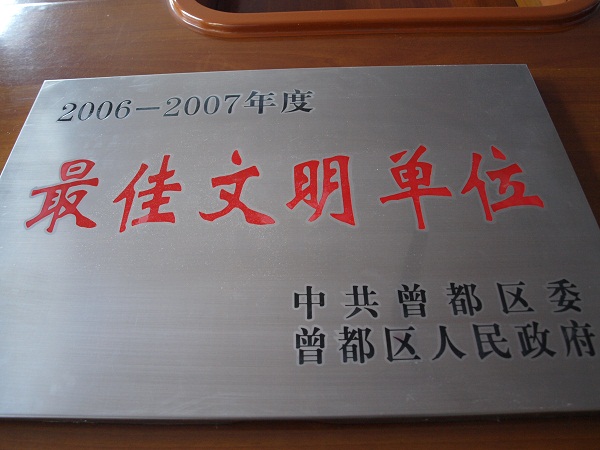 2006－2007年度
最佳文明单位
中共曾都区委
曾都区人民政府